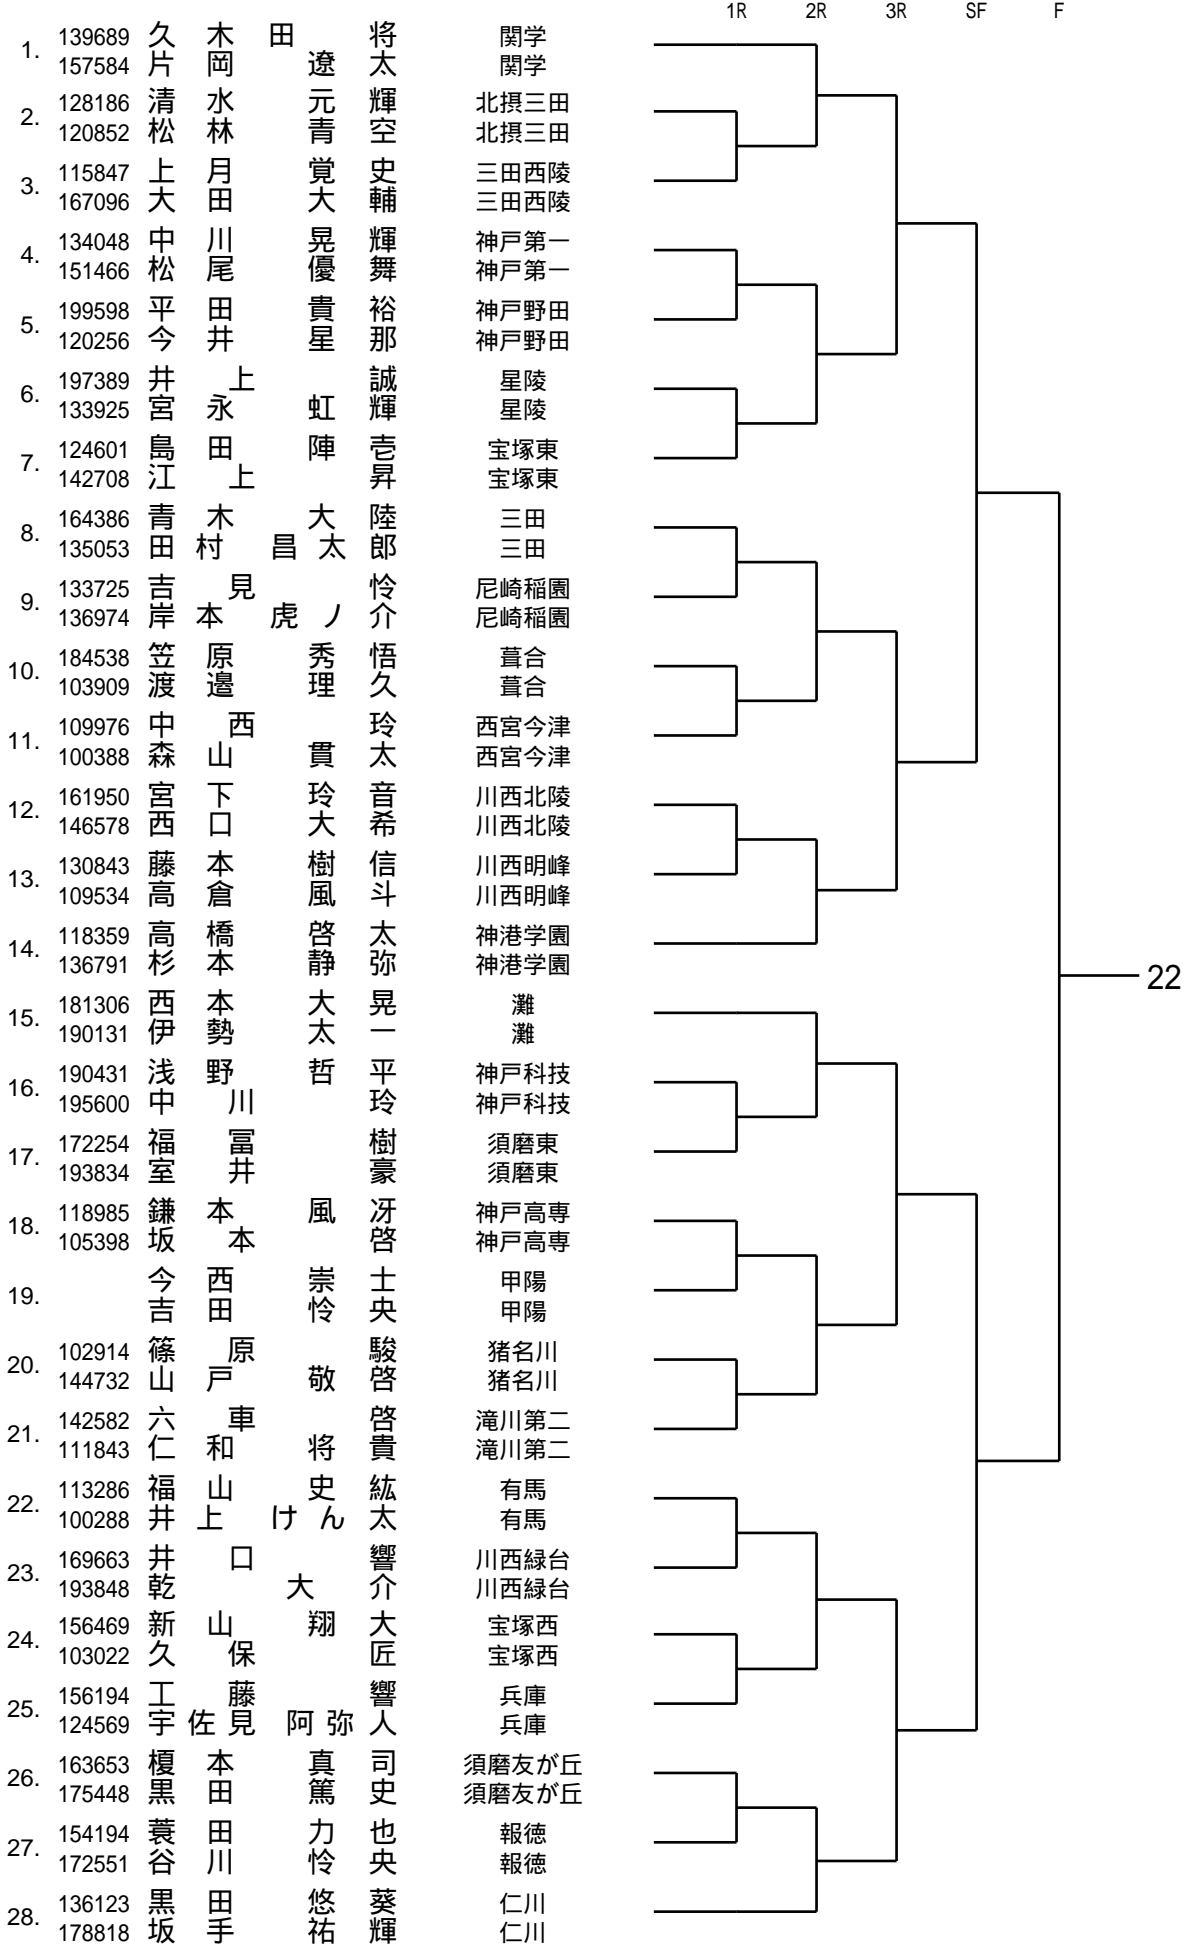 1R 2R 3R SF F
1. 139689 久木田 将 関学
157584 片岡 遼太 関学
2. 128186 清水 元輝 北摂三田
120852 松林 青空 北摂三田
3. 115847 上月 覚史 三田西陵
167096 大田 大輔 三田西陵
4. 134048 中川 晃輝 神戸第一
151466 松尾 優舞 神戸第一
5. 199598 平田 貴裕 神戸野田
120256 今井 星那 神戸野田
6. 197389 井上 誠 星陵
133925 宮永 虹輝 星陵
7. 124601 島田 陣壱 宝塚東
142708 江上 昇 宝塚東
8. 164386 青木 大陸 三田
135053 田村 昌太郎 三田
9. 133725 吉見 怜 尼崎稲園
136974 岸本 虎ノ介 尼崎稲園
10. 184538 笠原 秀悟 葺合
103909 渡邉 理久 葺合
11. 109976 中西 玲 西宮今津
100388 森山 貫太 西宮今津
12. 161950 宮下 玲音 川西北陵
146578 西口 大希 川西北陵
13. 130843 藤本 樹信 川西明峰
109534 高倉 風斗 川西明峰
14. 118359 高橋 啓太 神港学園
136791 杉本 静弥 神港学園
15. 181306 西本 大晃 灘
190131 伊勢 太一 灘
16. 190431 浅野 哲平 神戸科技
195600 中川 玲 神戸科技
17. 172254 福冨 樹 須磨東
193834 室井 豪 須磨東
18. 118985 鎌本 風冴 神戸高専
105398 坂本 啓 神戸高専
19. 今西 崇士 甲陽
吉田 怜央 甲陽
20. 102914 篠原 駿 猪名川
144732 山戸 敬啓 猪名川
21. 142582 六車 啓 滝川第二
111843 仁和 将貴 滝川第二
22. 113286 福山 史紘 有馬
100288 井上 けん太 有馬
23. 169663 井口 響 川西緑台
193848 乾 大介 川西緑台
24. 156469 新山 翔大 宝塚西
103022 久保 匠 宝塚西
25. 156194 工藤 響 兵庫
124569 宇佐見 阿弥人 兵庫
26. 163653 榎本 真司 須磨友が丘
175448 黒田 篤史 須磨友が丘
27. 154194 蓑田 力也 報徳
172551 谷川 怜央 報徳
28. 136123 黒田 悠葵 仁川
178818 坂手 祐輝 仁川
22